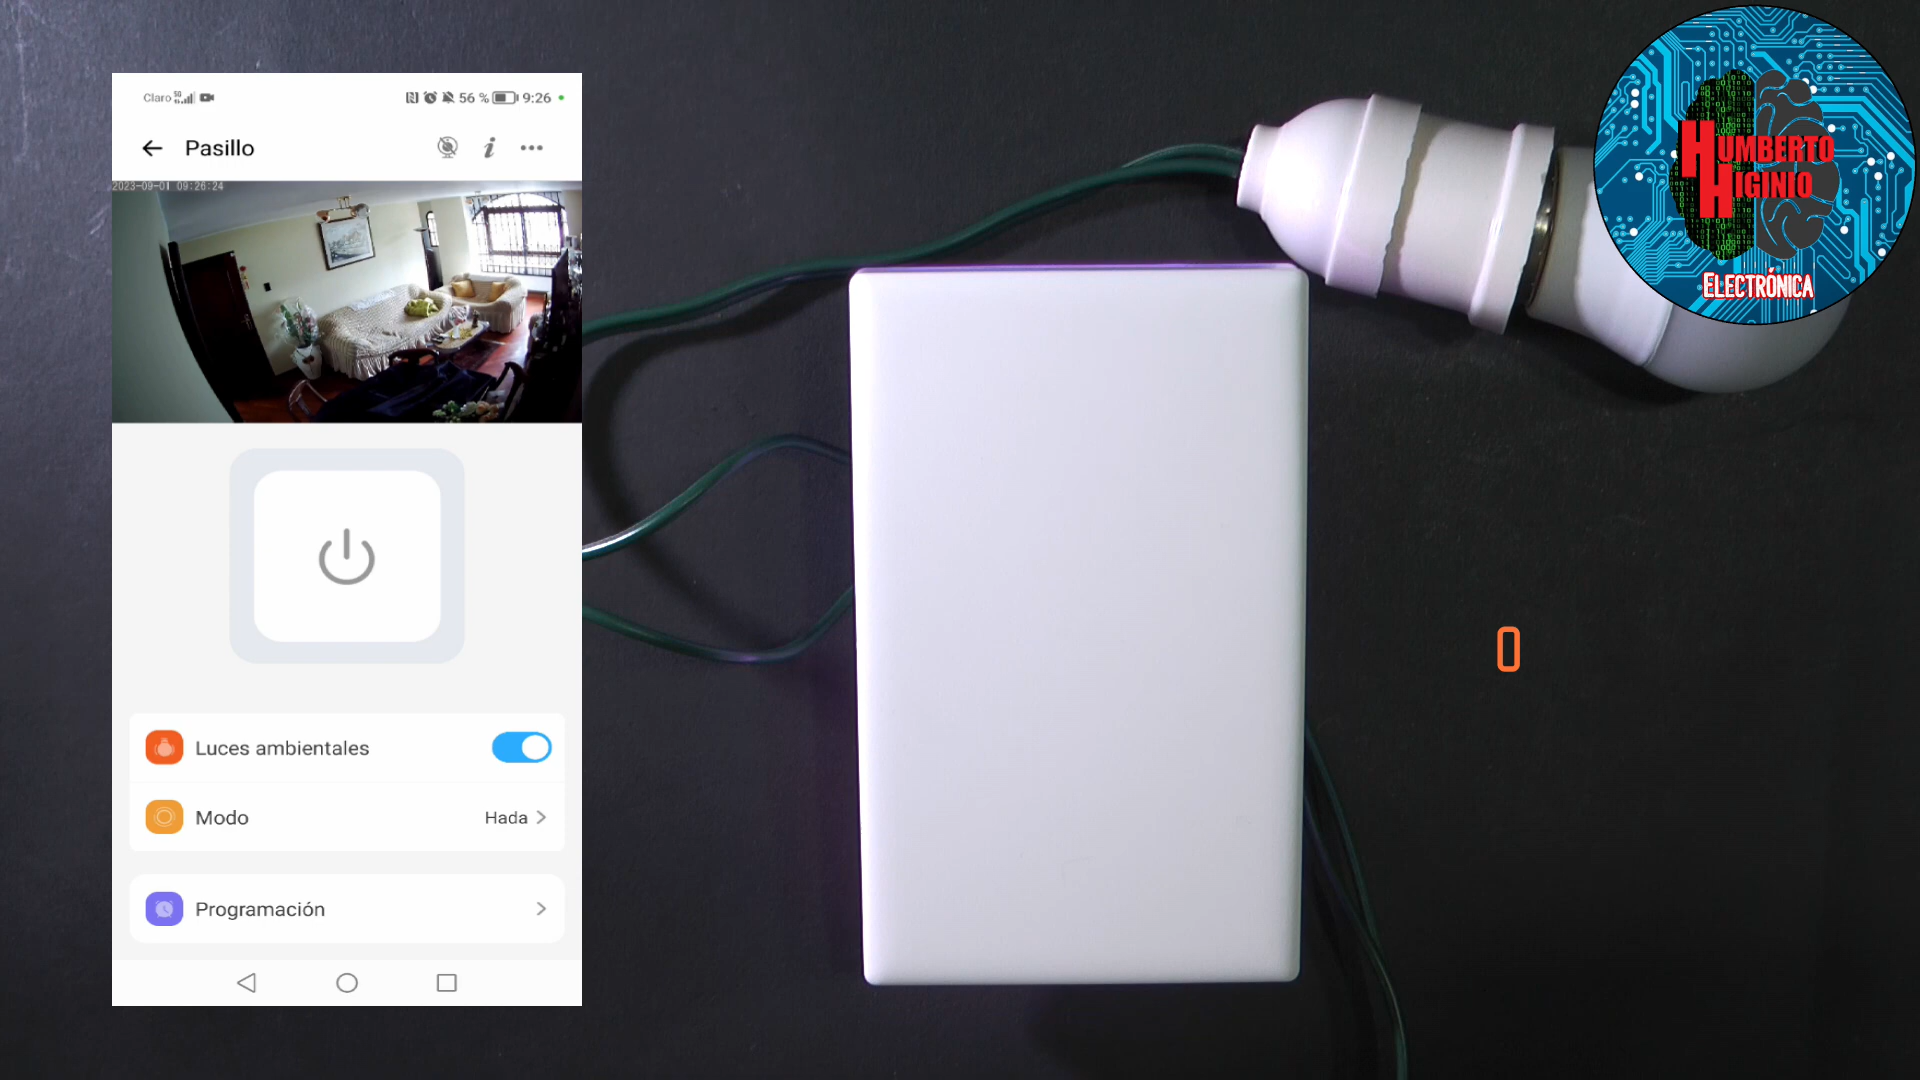 Claro 5G 56 % 9:26
Pasillo
2023-09-01 09:26:24
Luces ambientales
Modo Hada
Programación
HUMBERTO
HIGINIO
ELECTRÓNICA
0